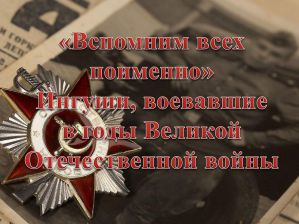 «Вспомним всех
поименно»
Ингуши, воевавшие
в годы Великой
Отечественной войны